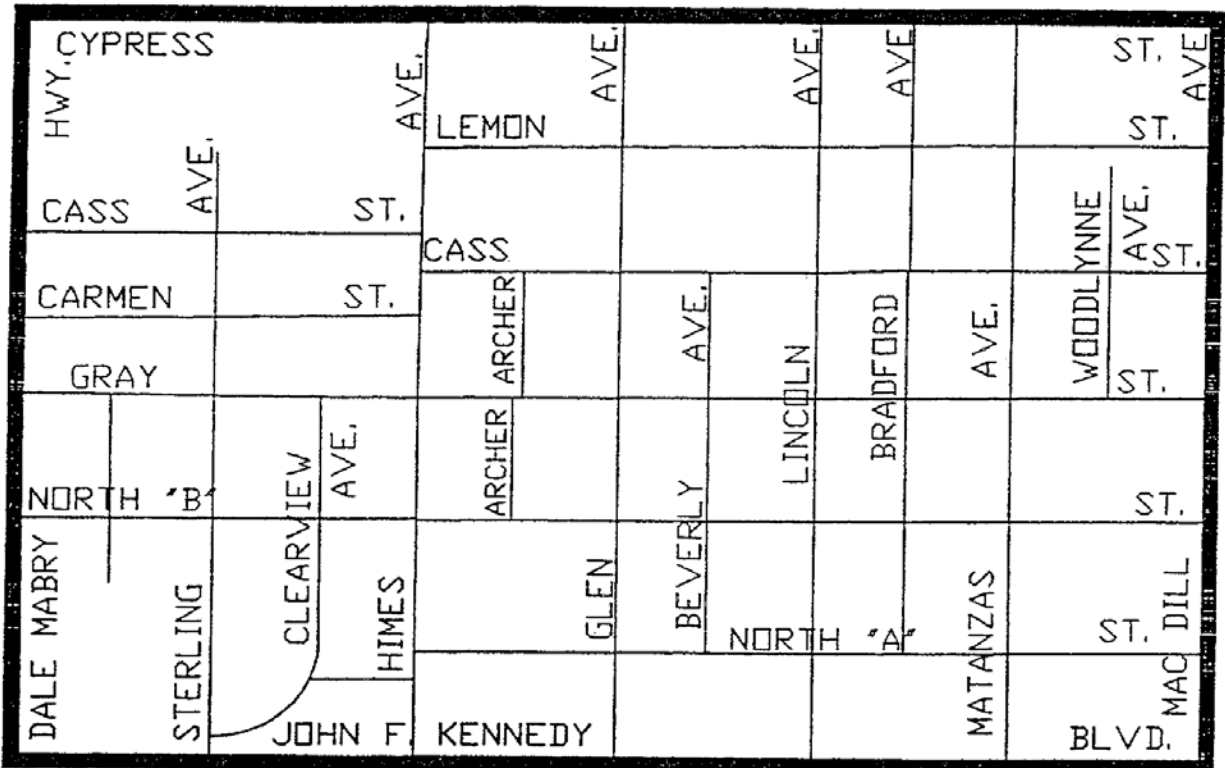 CYPRESS ST.
LEMON ST.
CASS ST.
CASS ST.
CARMEN ST.
GRAY ST.
NORTH "B" ST.
NORTH "A" ST.
JOHN F. KENNEDY BLVD.
DALE MABRY HWY.
STERLING AVE.
CLEARVIEW AVE.
HIMES AVE.
ARCHER
ARCHER
GLEN AVE.
BEVERLY AVE.
LINCOLN AVE.
BRADFORD AVE
MATANZAS AVE.
WOODLYNNE AVE.
MAC DILL AVE